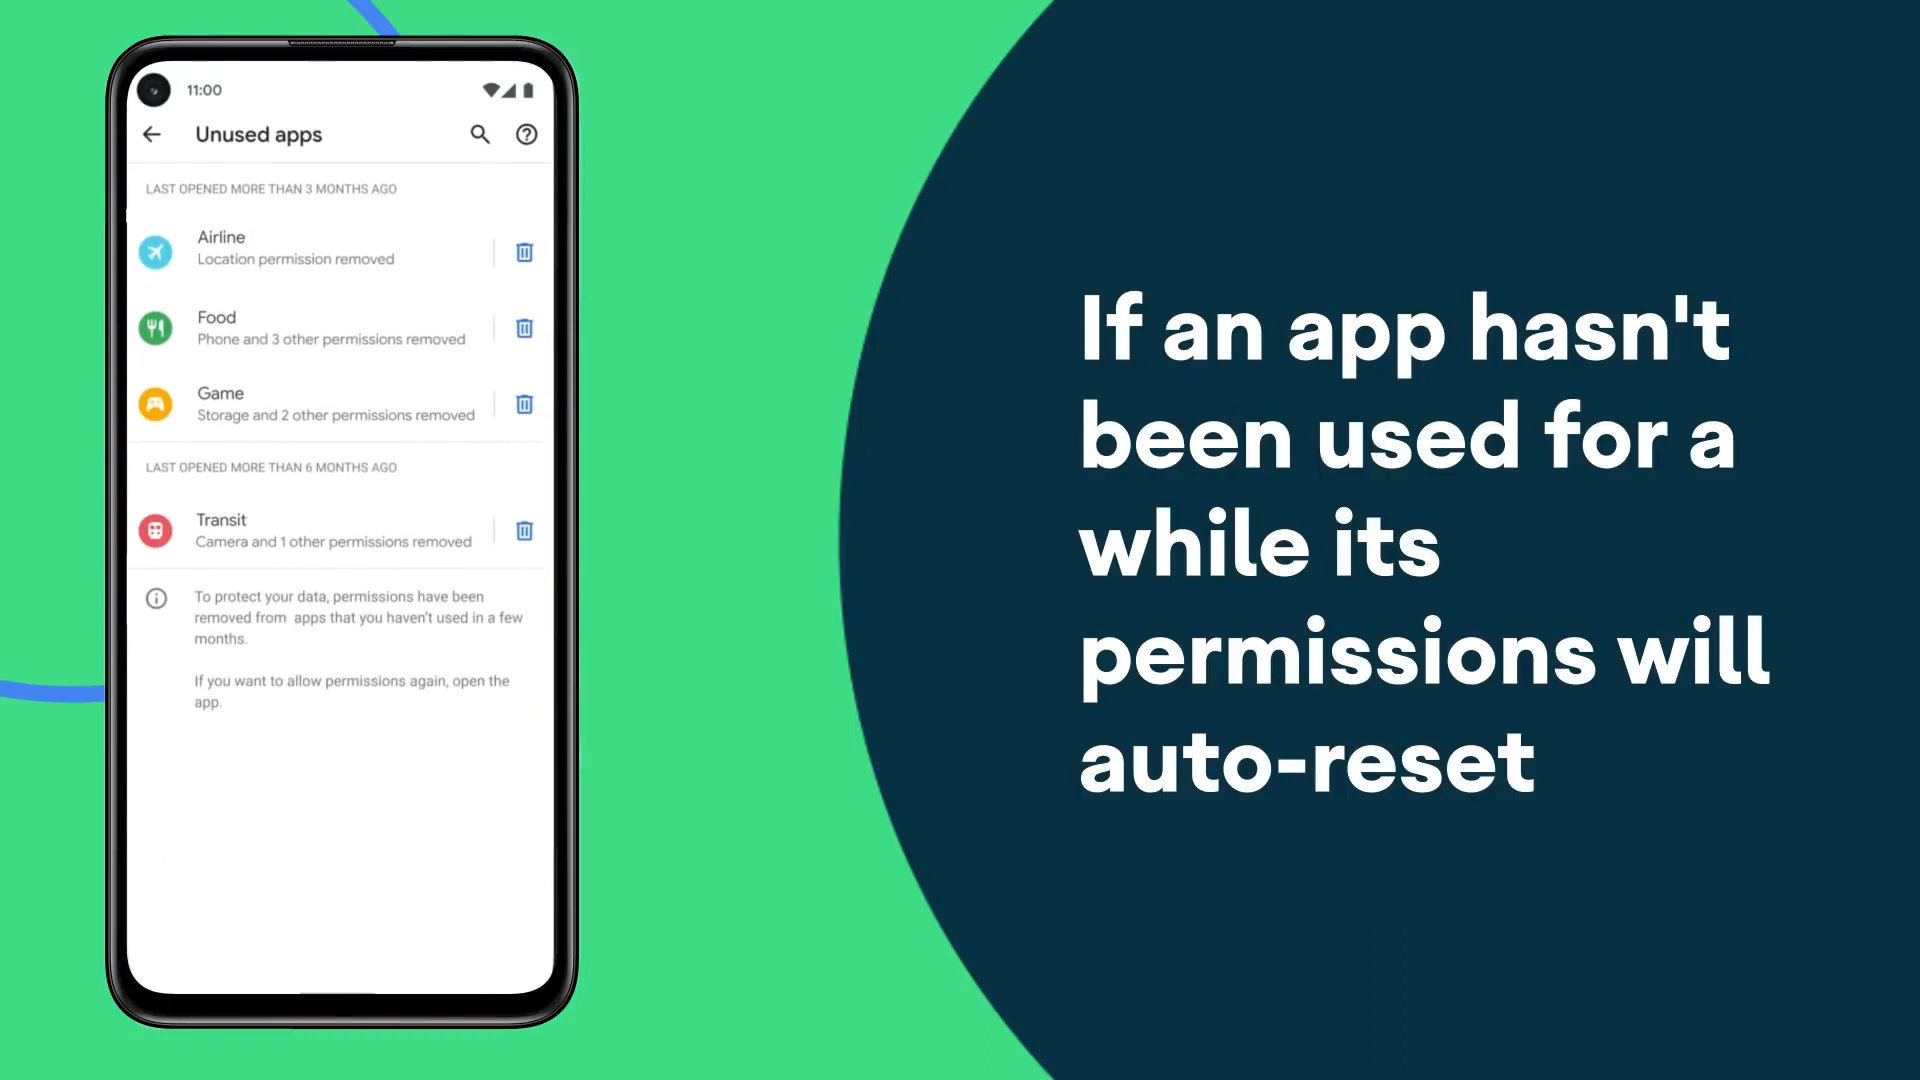 11:00
Unused apps
LAST OPENED MORE THAN 3 MONTHS AGO
Airline
Location permission removed
Food
Phone and 3 other permissions removed
Game
Storage and 2 other permissions removed
LAST OPENED MORE THAN 6 MONTHS AGO
Transit
Camera and 1 other permissions removed
To protect your data, permissions have been
removed from apps that you haven't used in a few
months.
If you want to allow permissions again, open the
app.
If an app hasn't
been used for a
while its
permissions will
auto-reset